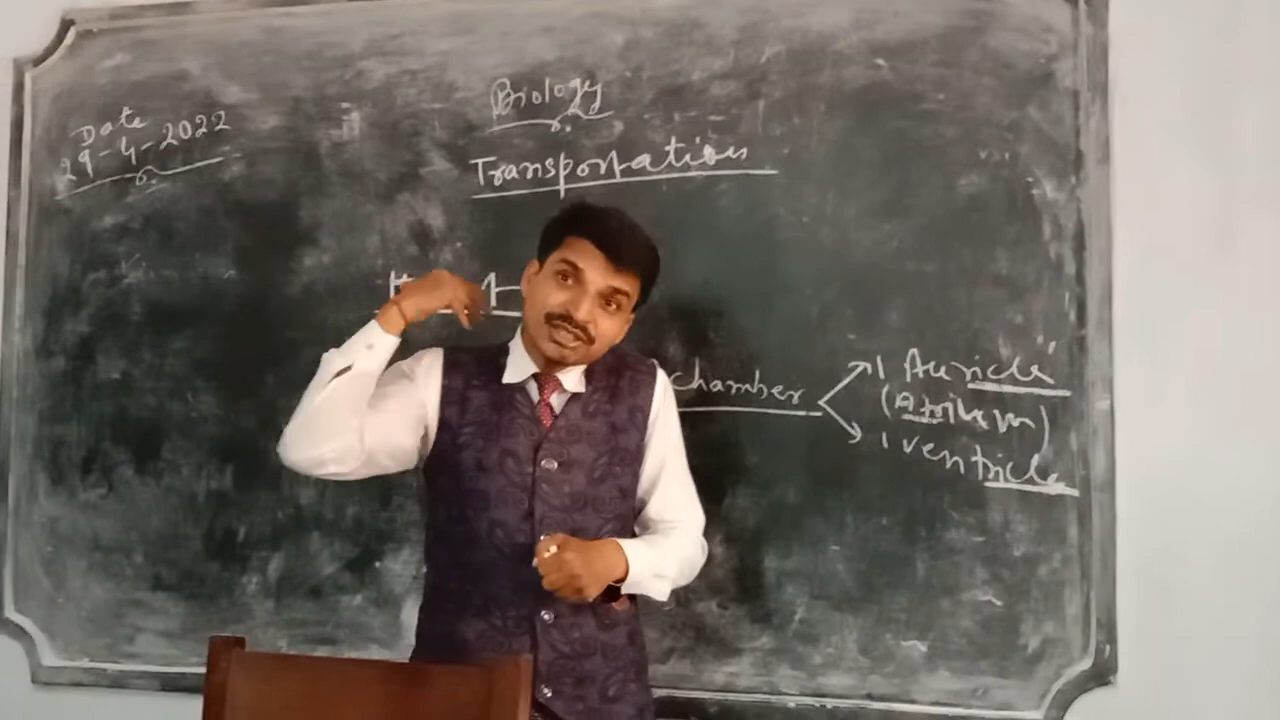 Biology
Date
29-4-2022
Transportation
chamber
1 Auricle
(Atrium)
1 ventricle